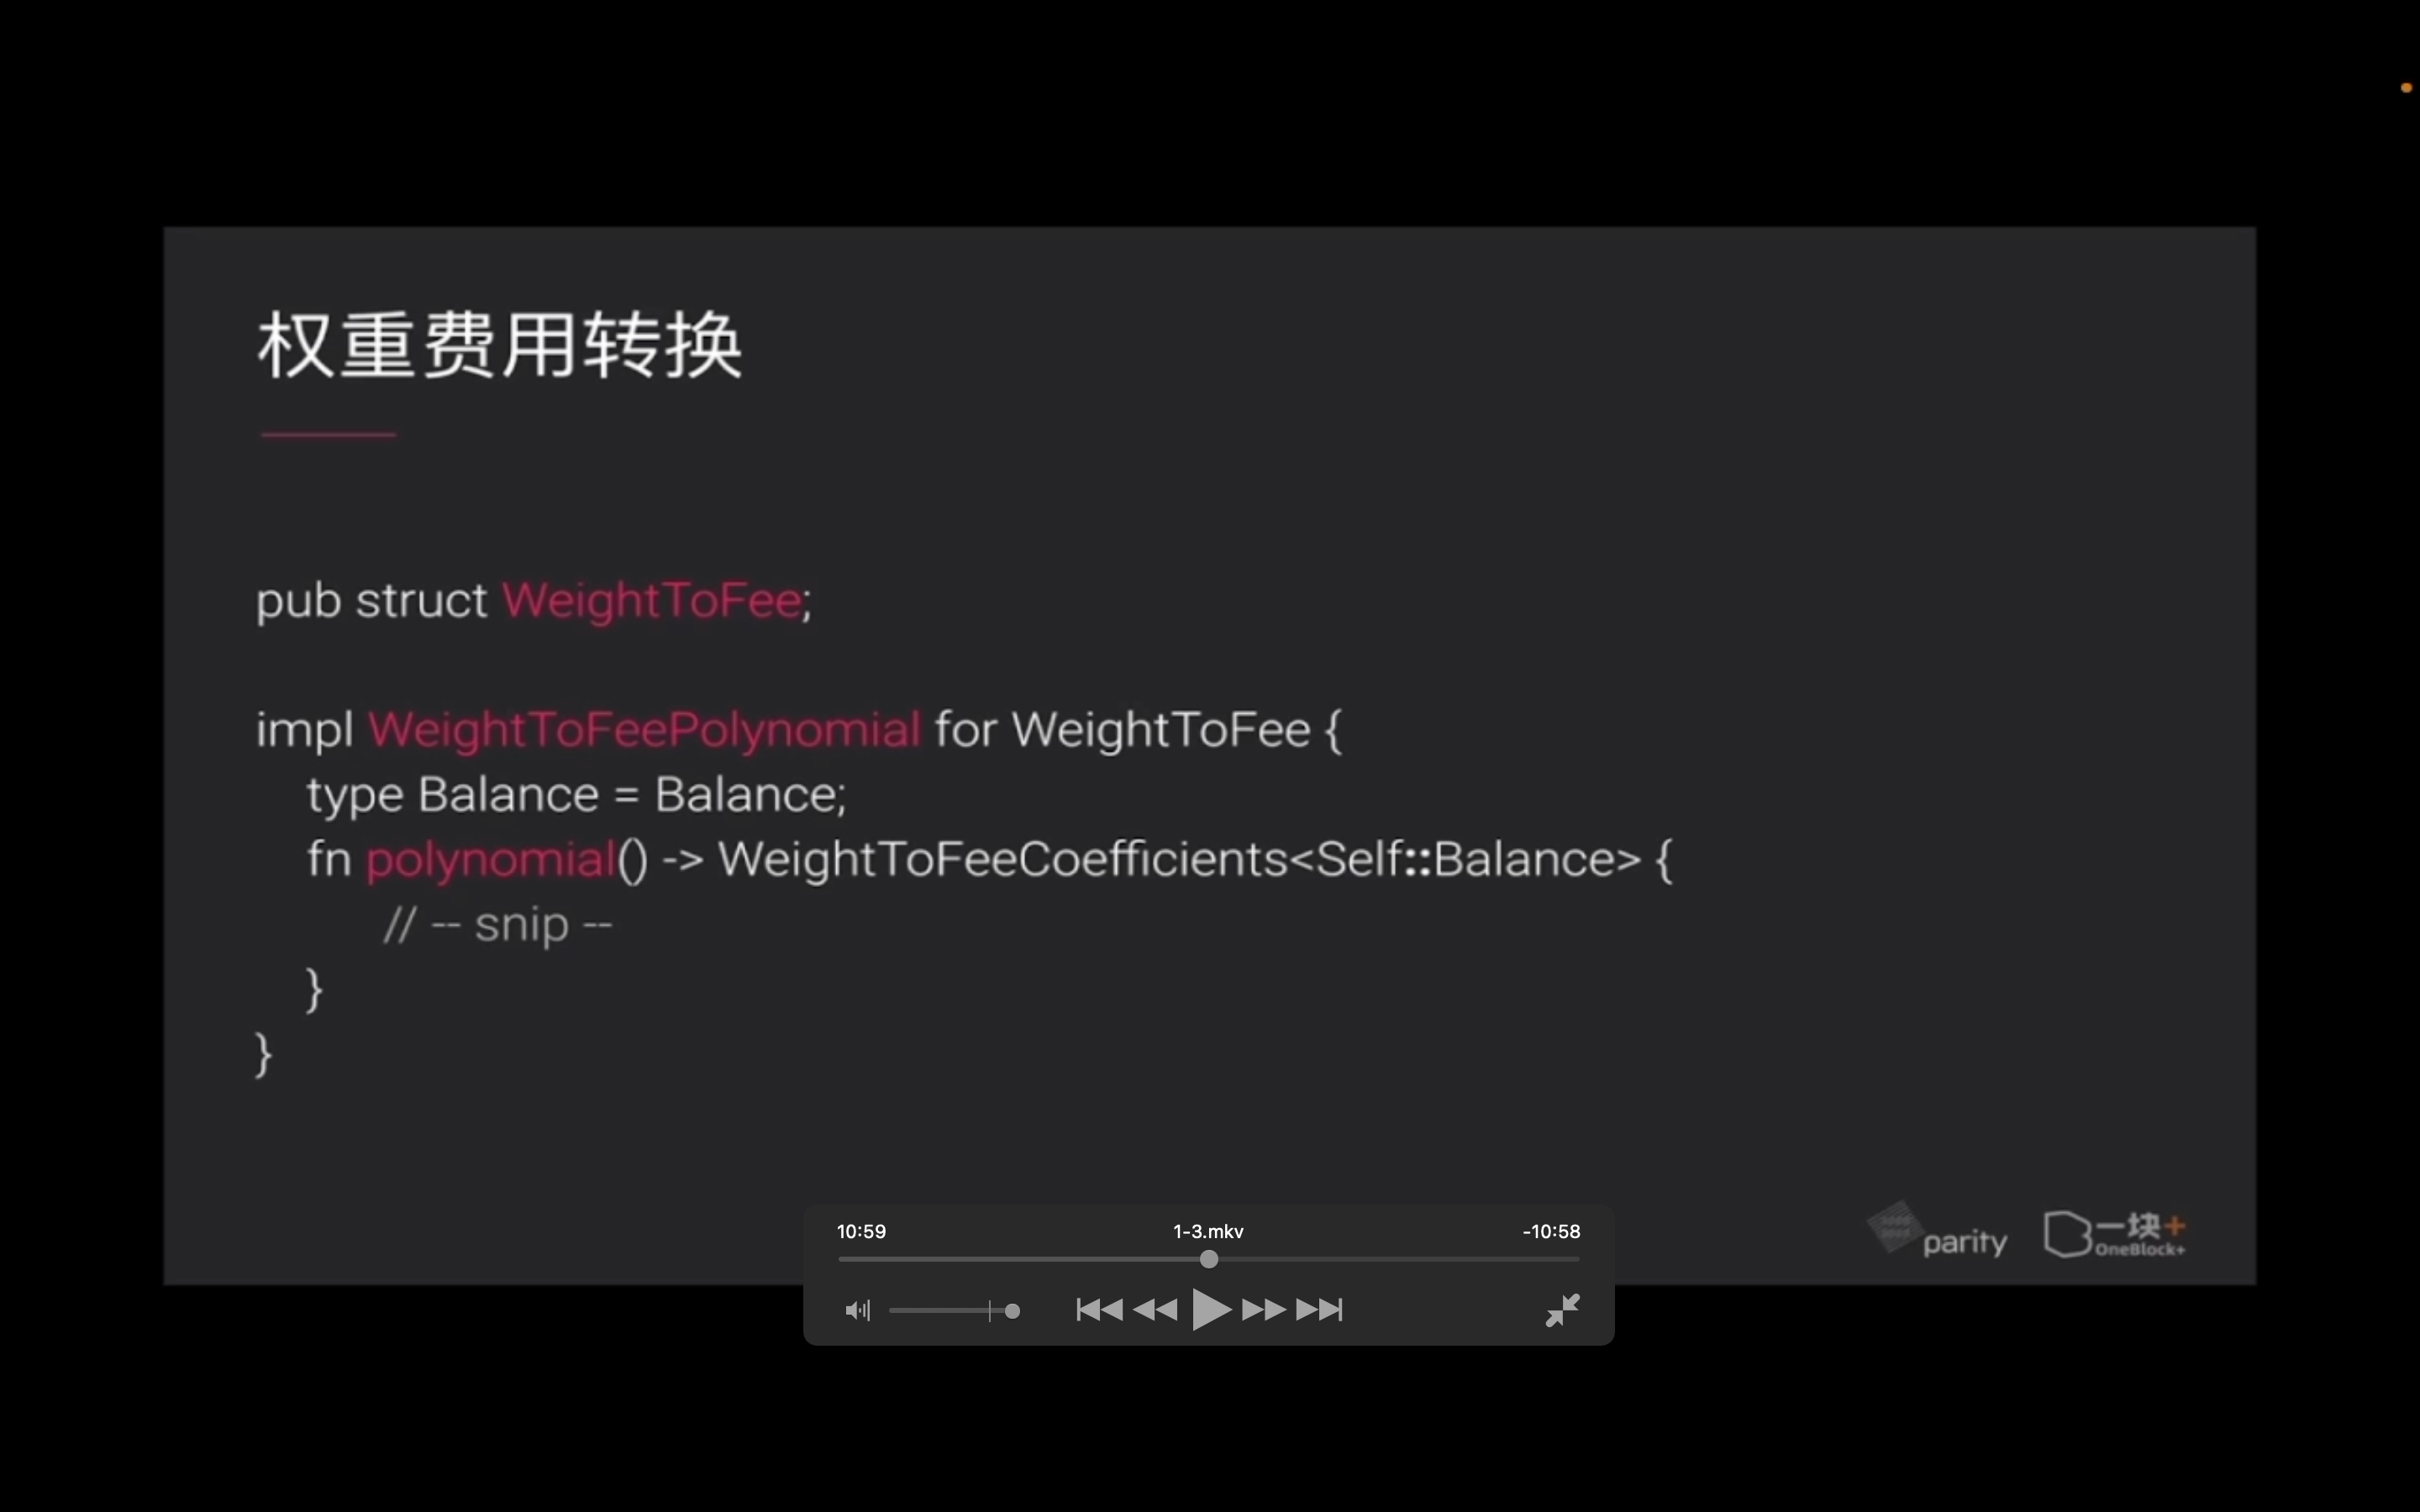 权重费用转换
pub struct WeightToFee;
impl WeightToFeePolynomial for WeightToFee {
type Balance = Balance;
fn polynomial() -> WeightToFeeCoefficients<Self::Balance> {
// -- snip --
}
}
parity
一块+
OneBlock+
10:59
1-3.mkv
-10:58